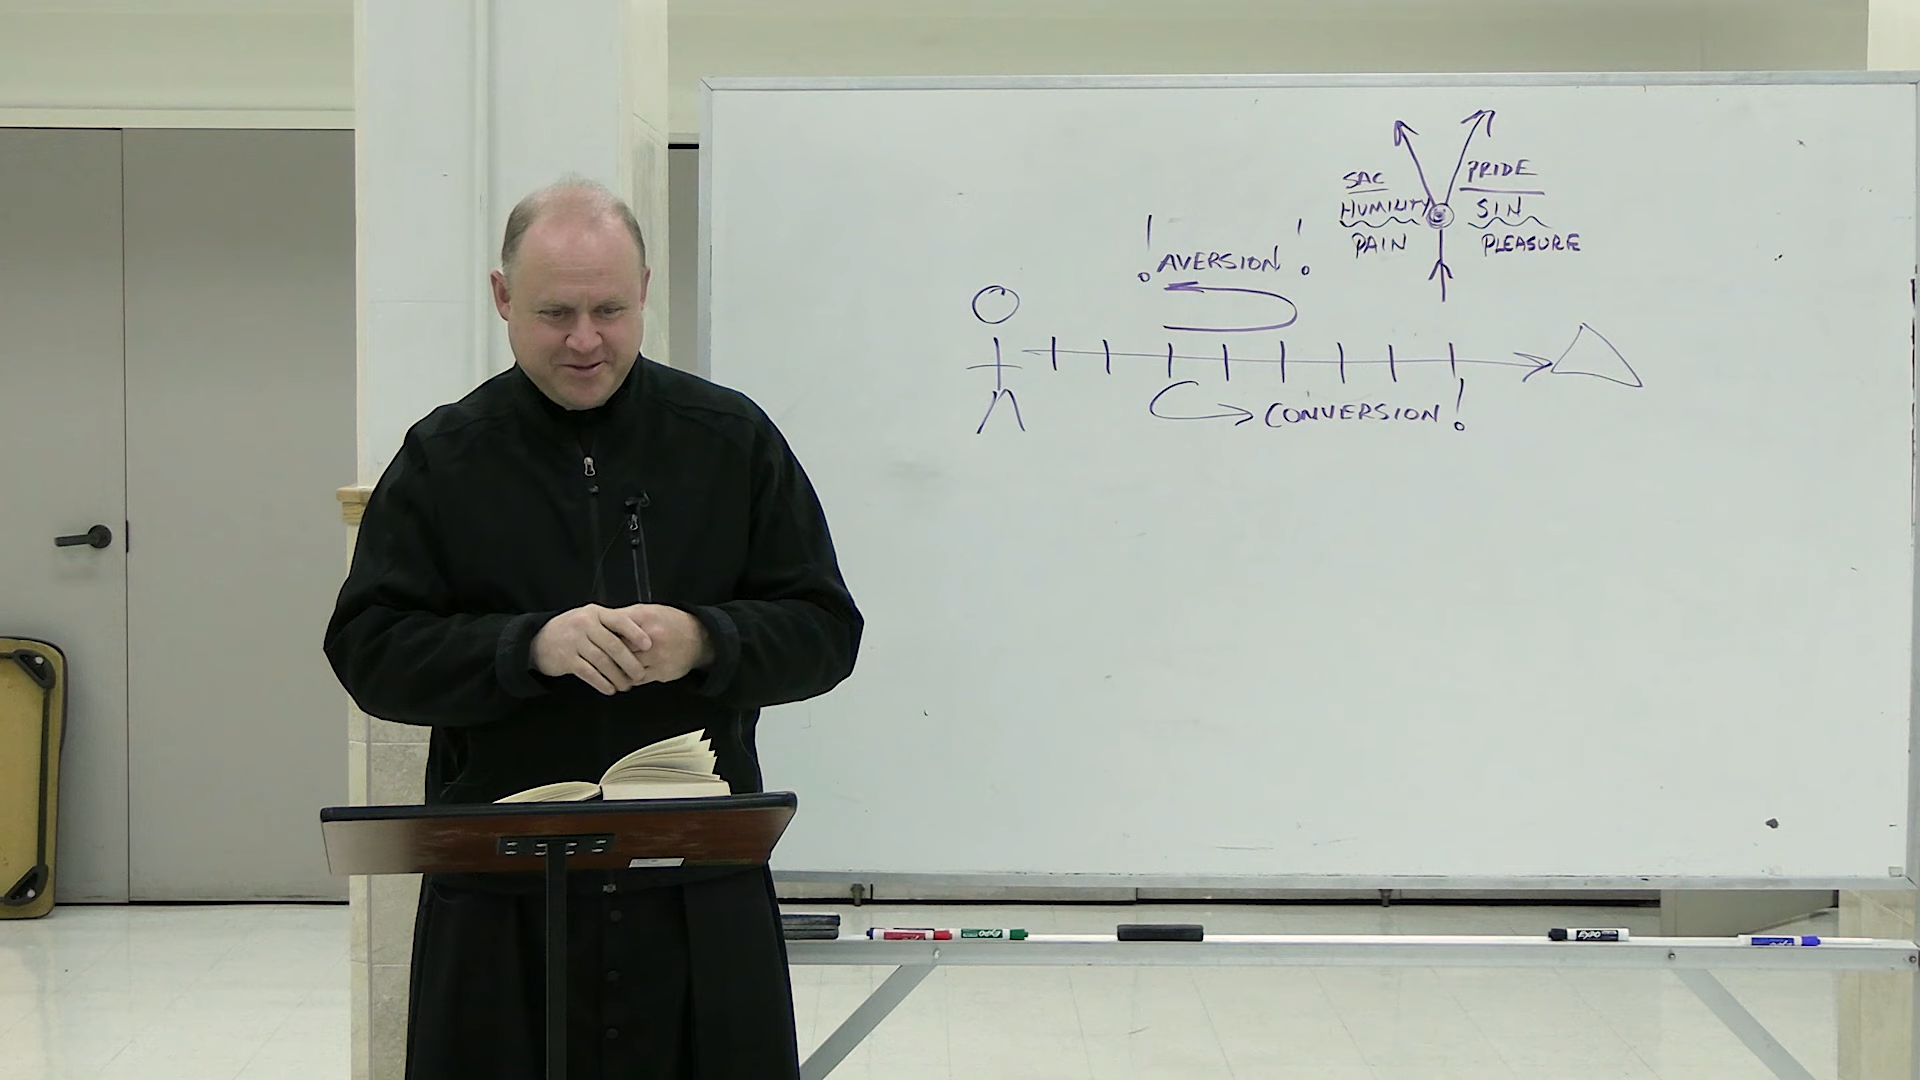 SAC PRIDE
HUMILITY SIN
PAIN PLEASURE
! AVERSION !
CONVERSION!
EXPO